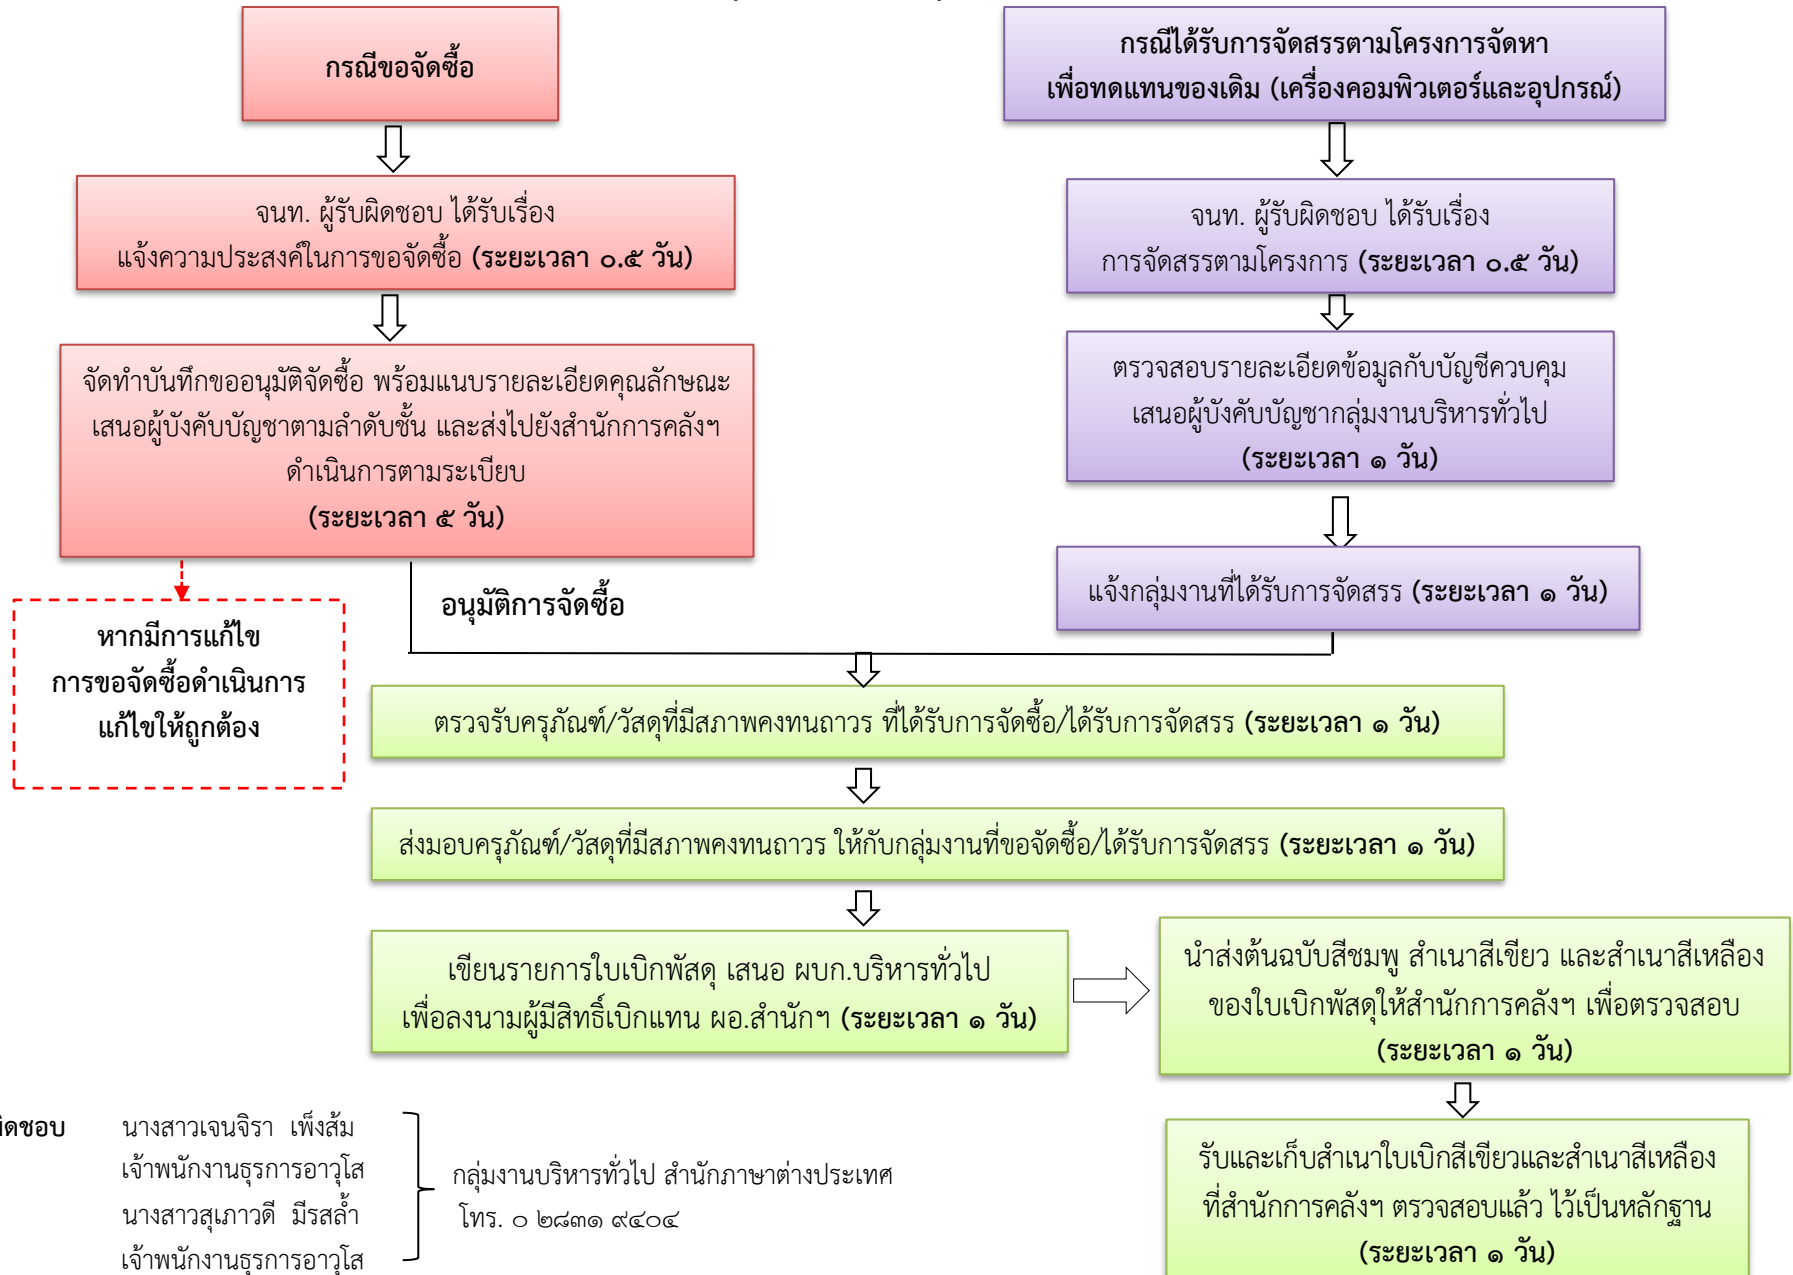 กรณีขอจัดซื้อ
จนท. ผู้รับผิดชอบ ได้รับเรื่อง
แจ้งความประสงค์ในการขอจัดซื้อ (ระยะเวลา ๐.๕ วัน)
จัดทำบันทึกขออนุมัติจัดซื้อ พร้อมแนบรายละเอียดคุณลักษณะ
เสนอผู้บังคับบัญชาตามลำดับชั้น และส่งไปยังสำนักการคลังฯ
ดำเนินการตามระเบียบ
(ระยะเวลา ๕ วัน)
หากมีการแก้ไข
การขอจัดซื้อดำเนินการ
แก้ไขให้ถูกต้อง
อนุมัติการจัดซื้อ
กรณีได้รับการจัดสรรตามโครงการจัดหา
เพื่อทดแทนของเดิม (เครื่องคอมพิวเตอร์และอุปกรณ์)
จนท. ผู้รับผิดชอบ ได้รับเรื่อง
การจัดสรรตามโครงการ (ระยะเวลา ๐.๕ วัน)
ตรวจสอบรายละเอียดข้อมูลกับบัญชีควบคุม
เสนอผู้บังคับบัญชากลุ่มงานบริหารทั่วไป
(ระยะเวลา ๑ วัน)
แจ้งกลุ่มงานที่ได้รับการจัดสรร (ระยะเวลา ๑ วัน)
ตรวจรับครุภัณฑ์/วัสดุที่มีสภาพคงทนถาวร ที่ได้รับการจัดซื้อ/ได้รับการจัดสรร (ระยะเวลา ๑ วัน)
ส่งมอบครุภัณฑ์/วัสดุที่มีสภาพคงทนถาวร ให้กับกลุ่มงานที่ขอจัดซื้อ/ได้รับการจัดสรร (ระยะเวลา ๑ วัน)
เขียนรายการใบเบิกพัสดุ เสนอ ผบก.บริหารทั่วไป
เพื่อลงนามผู้มีสิทธิ์เบิกแทน ผอ.สำนักฯ (ระยะเวลา ๑ วัน)
นำส่งต้นฉบับสีชมพู สำเนาสีเขียว และสำเนาสีเหลือง
ของใบเบิกพัสดุให้สำนักการคลังฯ เพื่อตรวจสอบ
(ระยะเวลา ๑ วัน)
รับและเก็บสำเนาใบเบิกสีเขียวและสำเนาสีเหลือง
ที่สำนักการคลังฯ ตรวจสอบแล้ว ไว้เป็นหลักฐาน
(ระยะเวลา ๑ วัน)
ผิดชอบ นางสาวเจนจิรา เพ็งส้ม
เจ้าพนักงานธุรการอาวุโส
นางสาวสุเภาวดี มีรสล้ำ
เจ้าพนักงานธุรการอาวุโส
กลุ่มงานบริหารทั่วไป สำนักภาษาต่างประเทศ
โทร. ๐ ๒๘๓๑ ๙๔๐๔